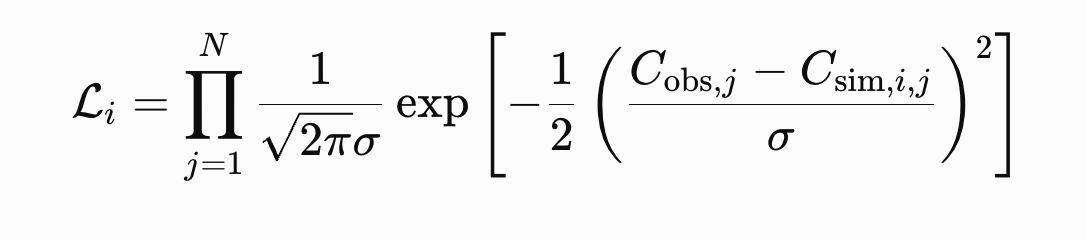 $$\mathcal{L}_i = \prod_{j=1}^{N} \frac{1}{\sqrt{2\pi}\sigma} \exp\left[-\frac{1}{2}\left(\frac{C_{\text{obs},j} - C_{\text{sim},i,j}}{\sigma}\right)^2\right]$$